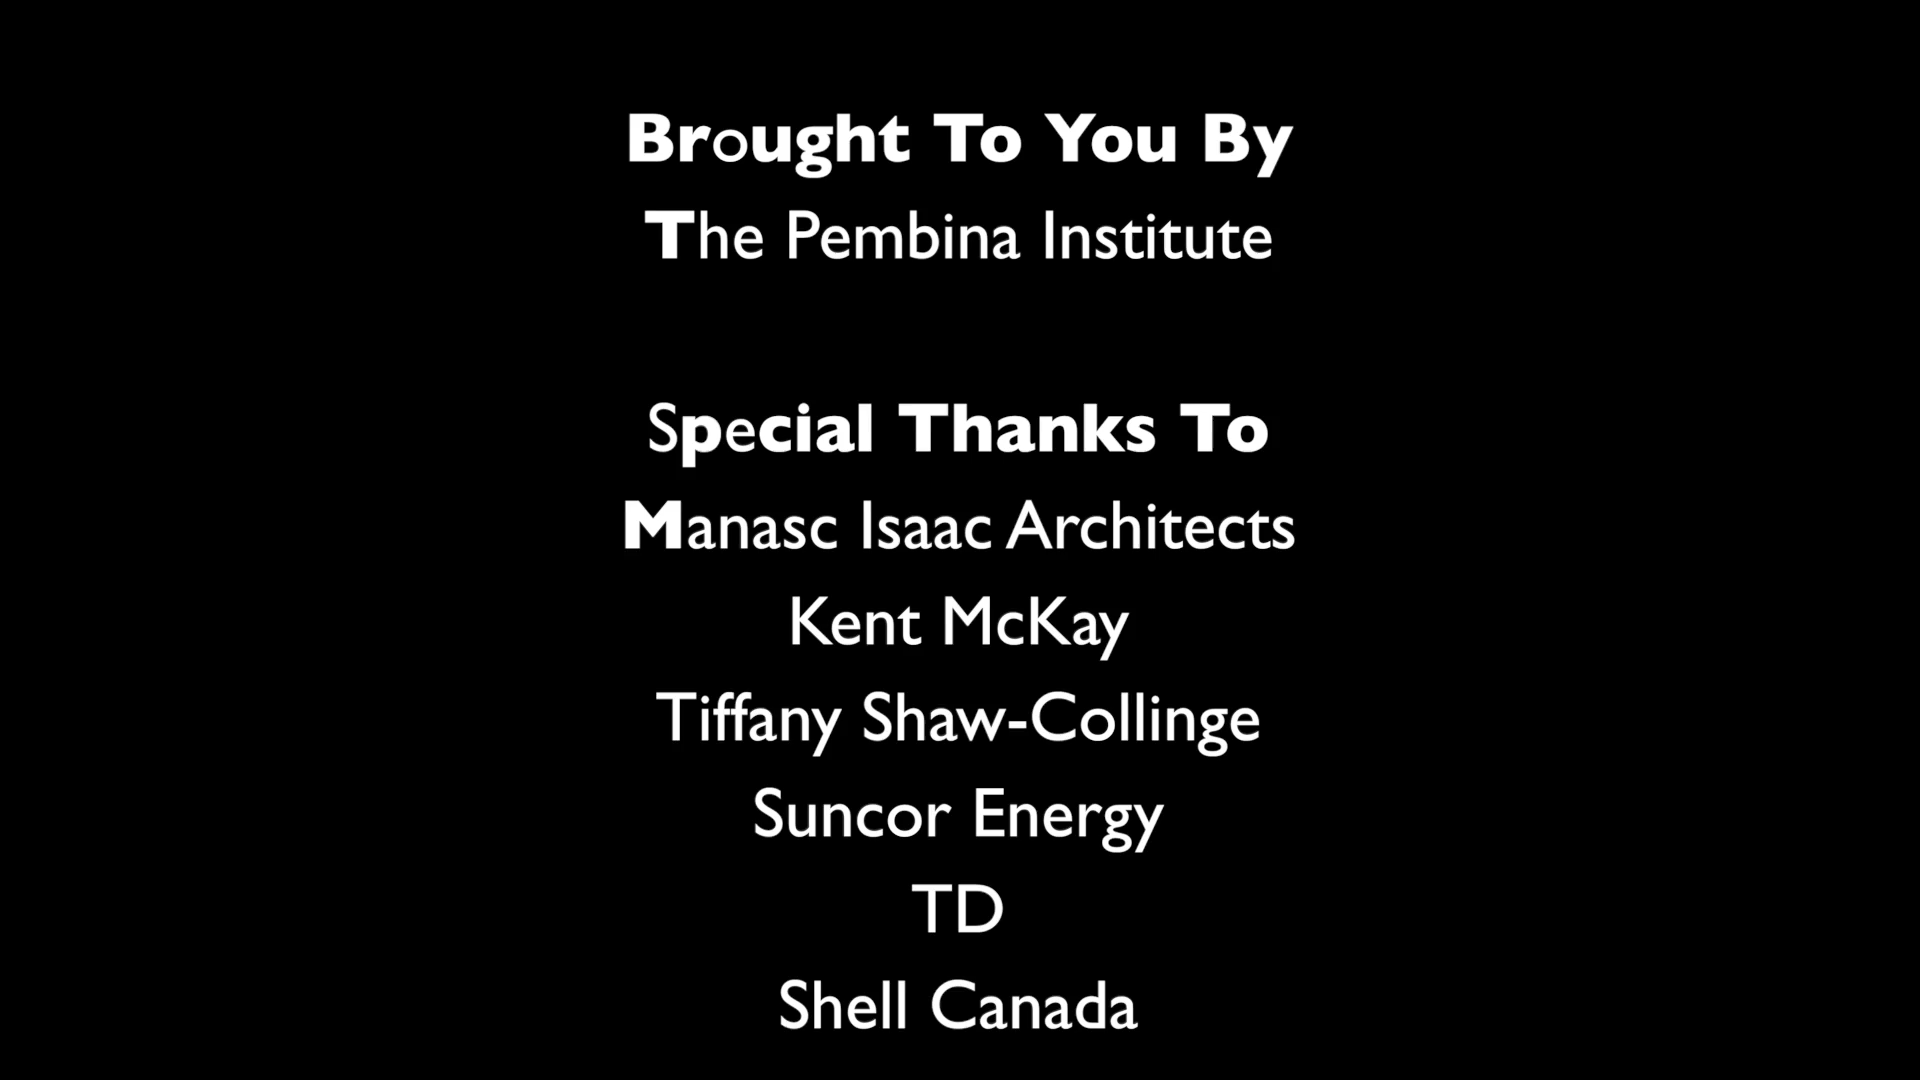 Brought To You By
The Pembina Institute
Special Thanks To
Manasc Isaac Architects
Kent McKay
Tiffany Shaw-Collinge
Suncor Energy
TD
Shell Canada